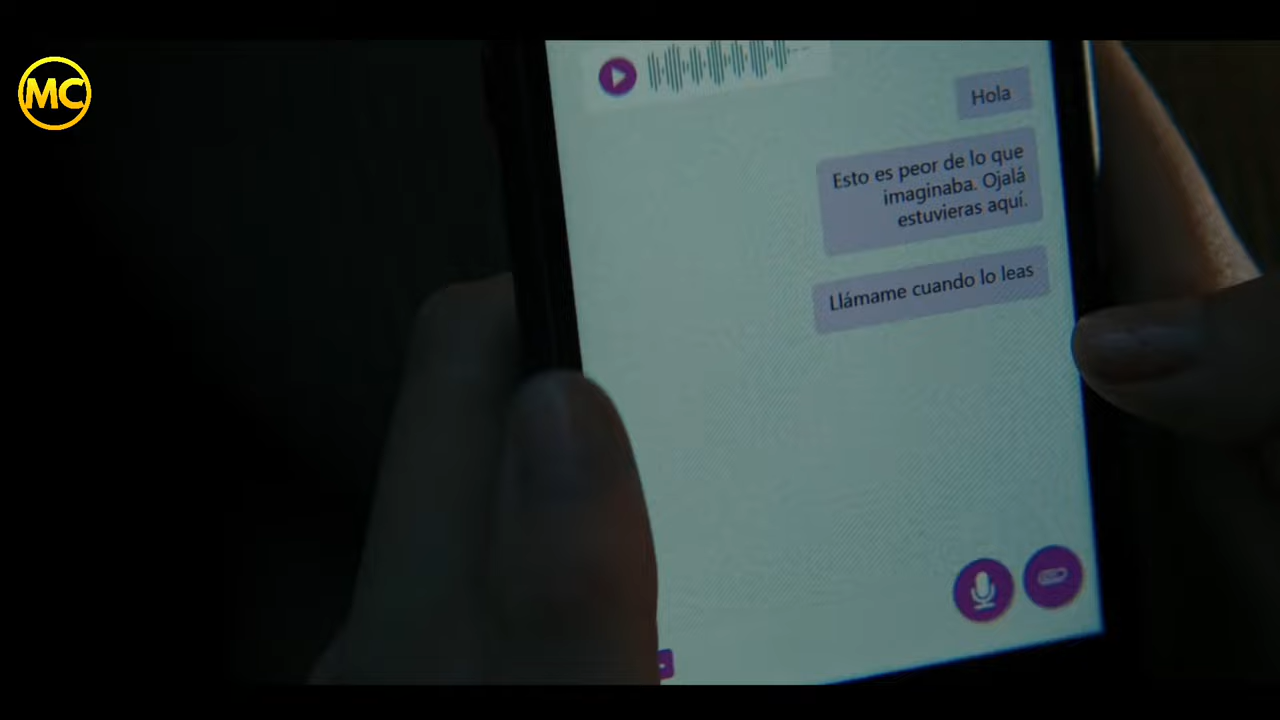 MC
Hola
Esto es peor de lo que
imaginaba. Ojalá
estuvieras aquí.
Llámame cuando lo leas